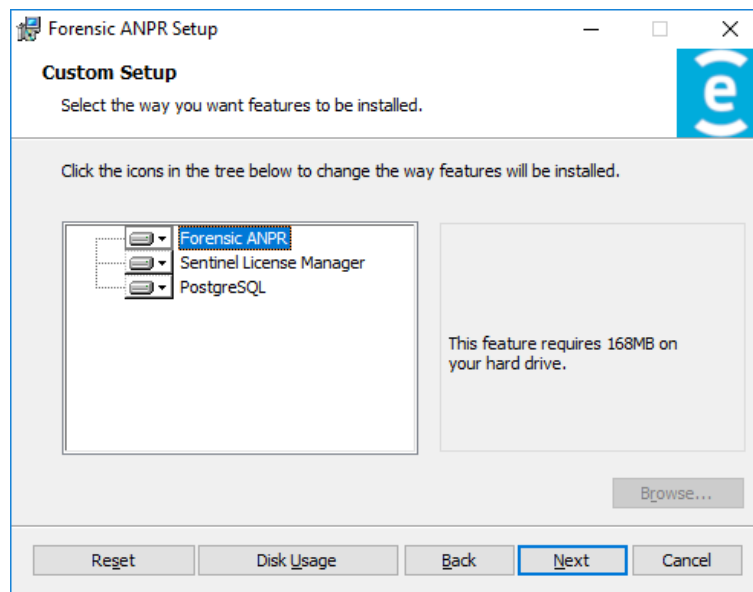 Forensic ANPR Setup
Custom Setup
Select the way you want features to be installed.
e
Click the icons in the tree below to change the way features will be installed.
Forensic ANPR
Sentinel License Manager
PostgreSQL
This feature requires 168MB on
your hard drive.
Browse...
Reset Disk Usage Back Next Cancel